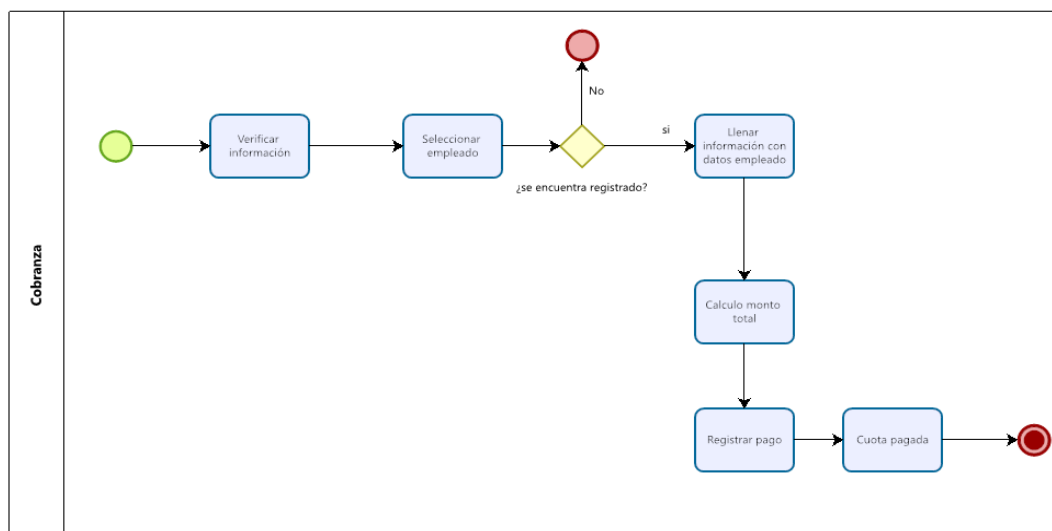 Cobranza
Verificar
información
Seleccionar
empleado
¿se encuentra registrado?
No
si
Llenar
información con
datos empleado
Calculo monto
total
Registrar pago
Cuota pagada